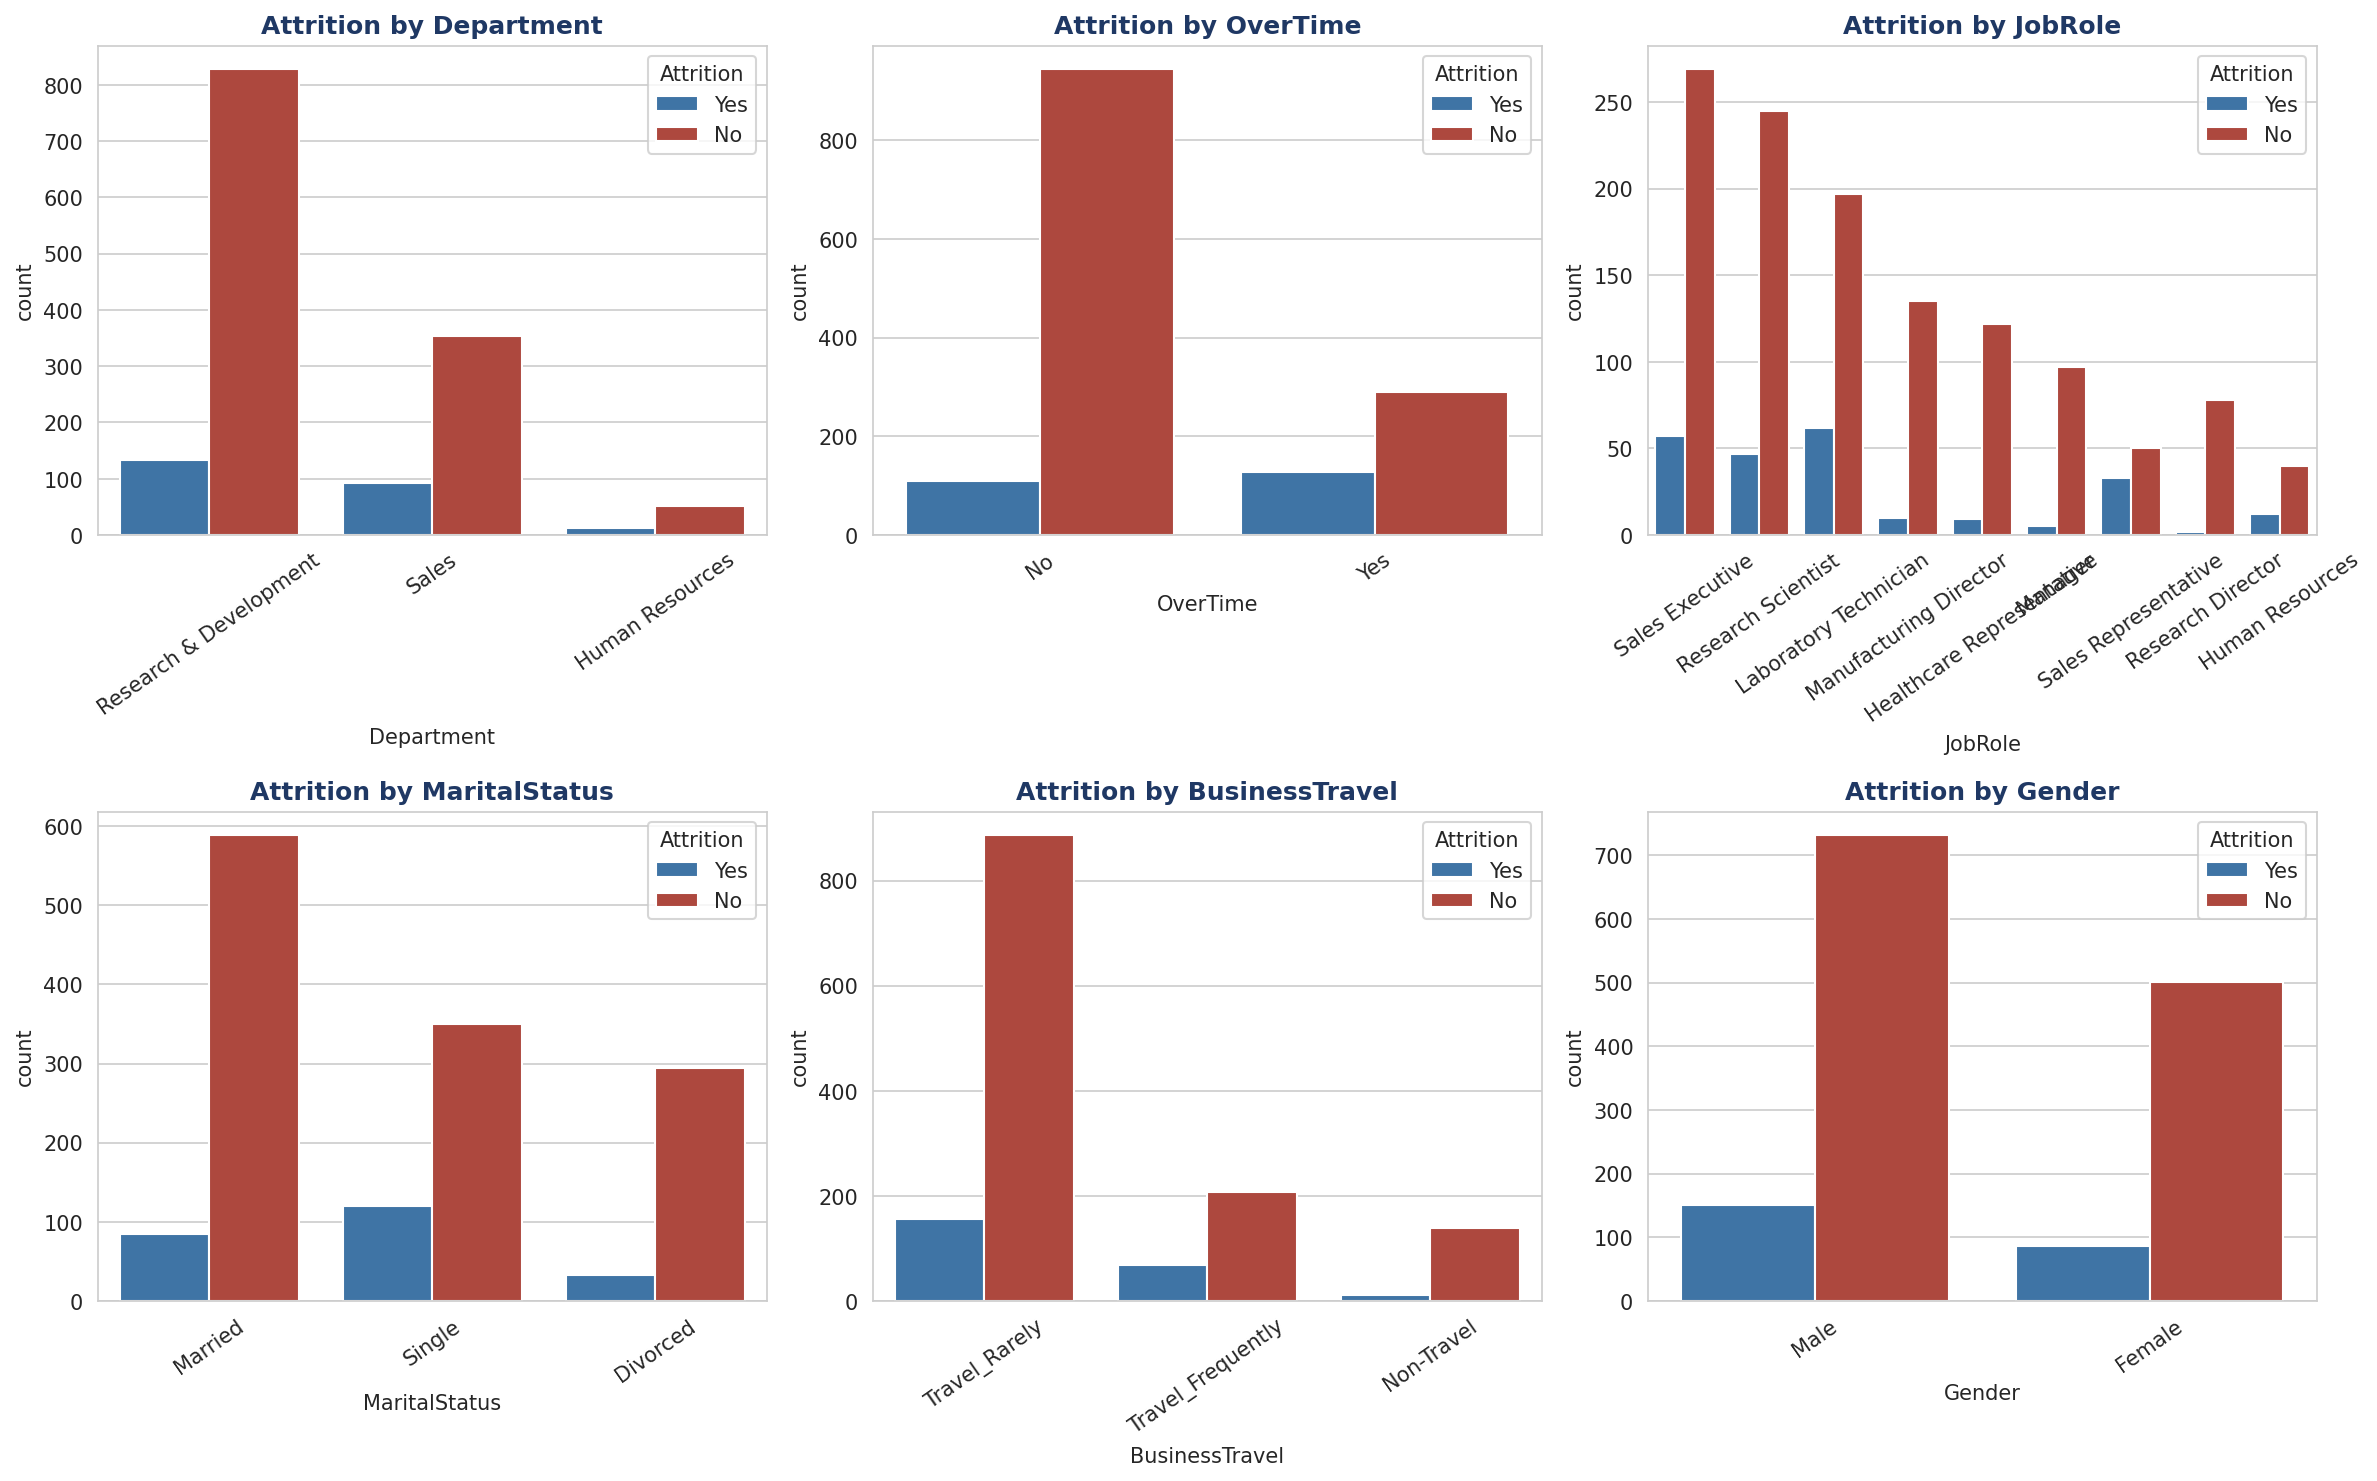 Attrition by Department
800
700
600
500
400
300
200
100
0
count
Attrition
Yes
No
Research & Development
Sales
Human Resources
Department
Attrition by OverTime
800
600
400
200
0
count
Attrition
Yes
No
No
Yes
OverTime
Attrition by JobRole
250
200
150
100
50
0
count
Attrition
Yes
No
Sales Executive
Research Scientist
Laboratory Technician
Manufacturing Director
Healthcare Representative
Manager
Sales Representative
Research Director
Human Resources
JobRole
Attrition by MaritalStatus
600
500
400
300
200
100
0
count
Attrition
Yes
No
Married
Single
Divorced
MaritalStatus
Attrition by BusinessTravel
800
600
400
200
0
count
Attrition
Yes
No
Travel_Rarely
Travel_Frequently
Non-Travel
BusinessTravel
Attrition by Gender
700
600
500
400
300
200
100
0
count
Attrition
Yes
No
Male
Female
Gender